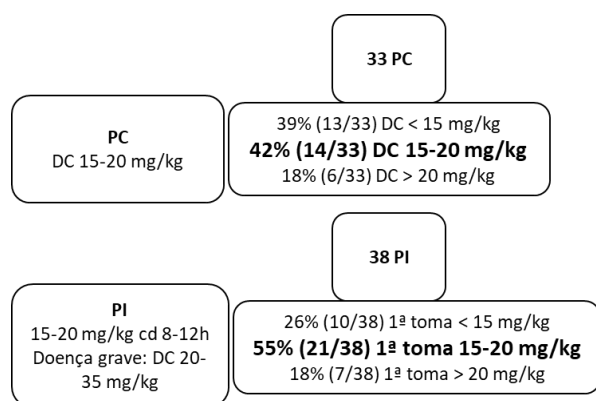 33 PC
PC
DC 15-20 mg/kg
39% (13/33) DC < 15 mg/kg
42% (14/33) DC 15-20 mg/kg
18% (6/33) DC > 20 mg/kg
38 PI
PI
15-20 mg/kg cd 8-12h
Doença grave: DC 20-
35 mg/kg
26% (10/38) 1ª toma < 15 mg/kg
55% (21/38) 1ª toma 15-20 mg/kg
18% (7/38) 1ª toma > 20 mg/kg